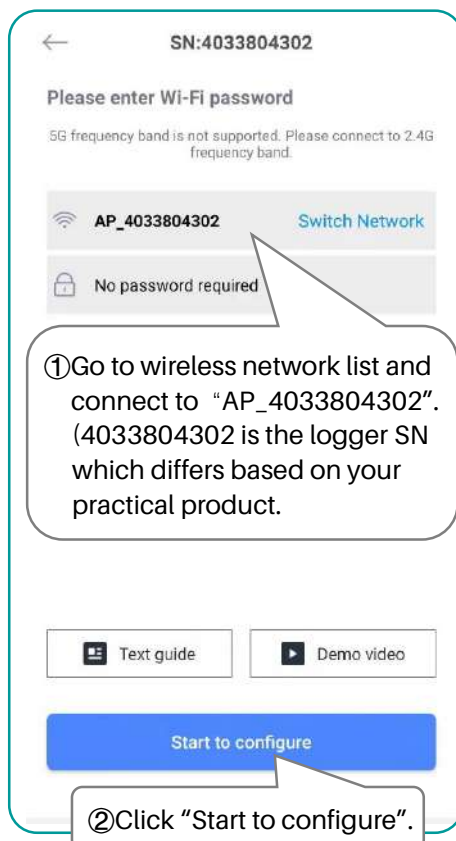 SN:4033804302
Please enter Wi-Fi password
5G frequency band is not supported. Please connect to 2.4G
frequency band.
AP_4033804302 Switch Network
No password required
①Go to wireless network list and
connect to “AP_4033804302”.
(4033804302 is the logger SN
which differs based on your
practical product.
Text guide Demo video
Start to configure
②Click “Start to configure”.